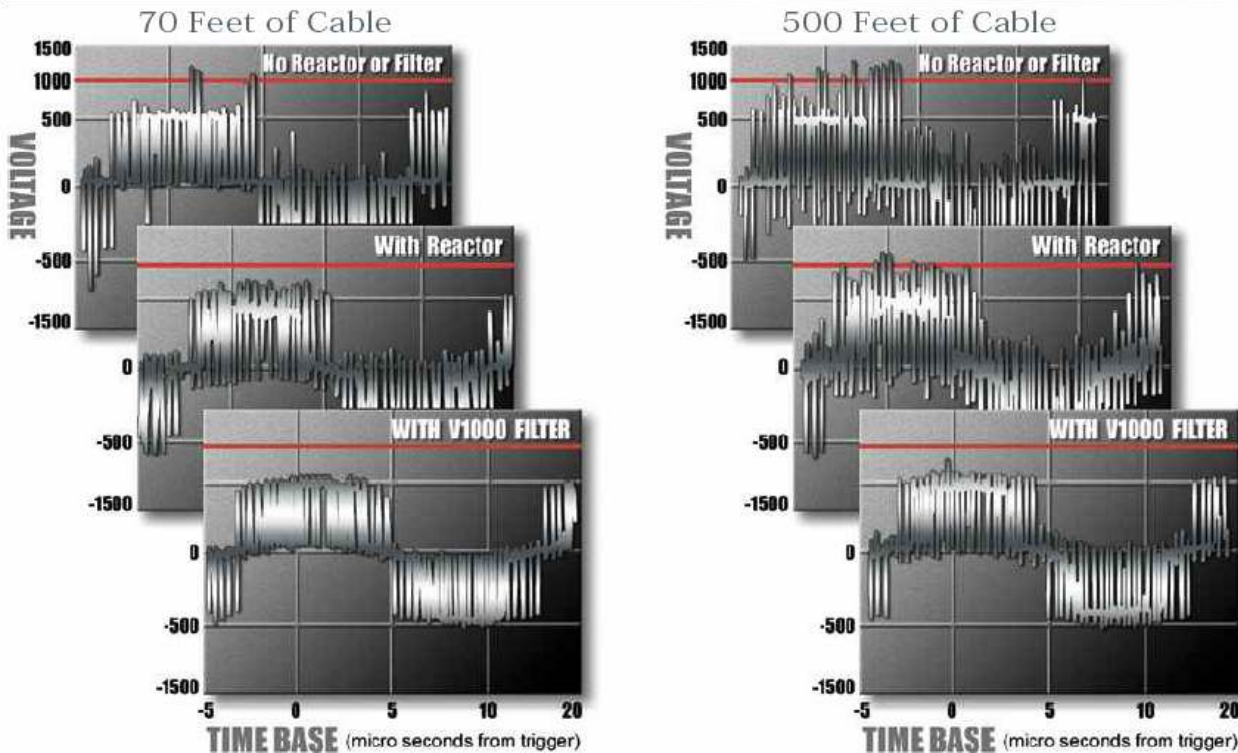 70 Feet of Cable
1500
1000
500
0
-500
-1500
0
-500
-1500
0
-500
-1500
VOLTAGE
No Reactor or Filter
With Reactor
WITH V1000 FILTER
-5 0 5 10 20
TIME BASE (micro seconds from trigger)
500 Feet of Cable
1500
1000
500
0
-500
-1500
0
-500
-1500
0
-500
-1500
VOLTAGE
No Reactor or Filter
With Reactor
WITH V1000 FILTER
-5 0 5 10 20
TIME BASE (micro seconds from trigger)